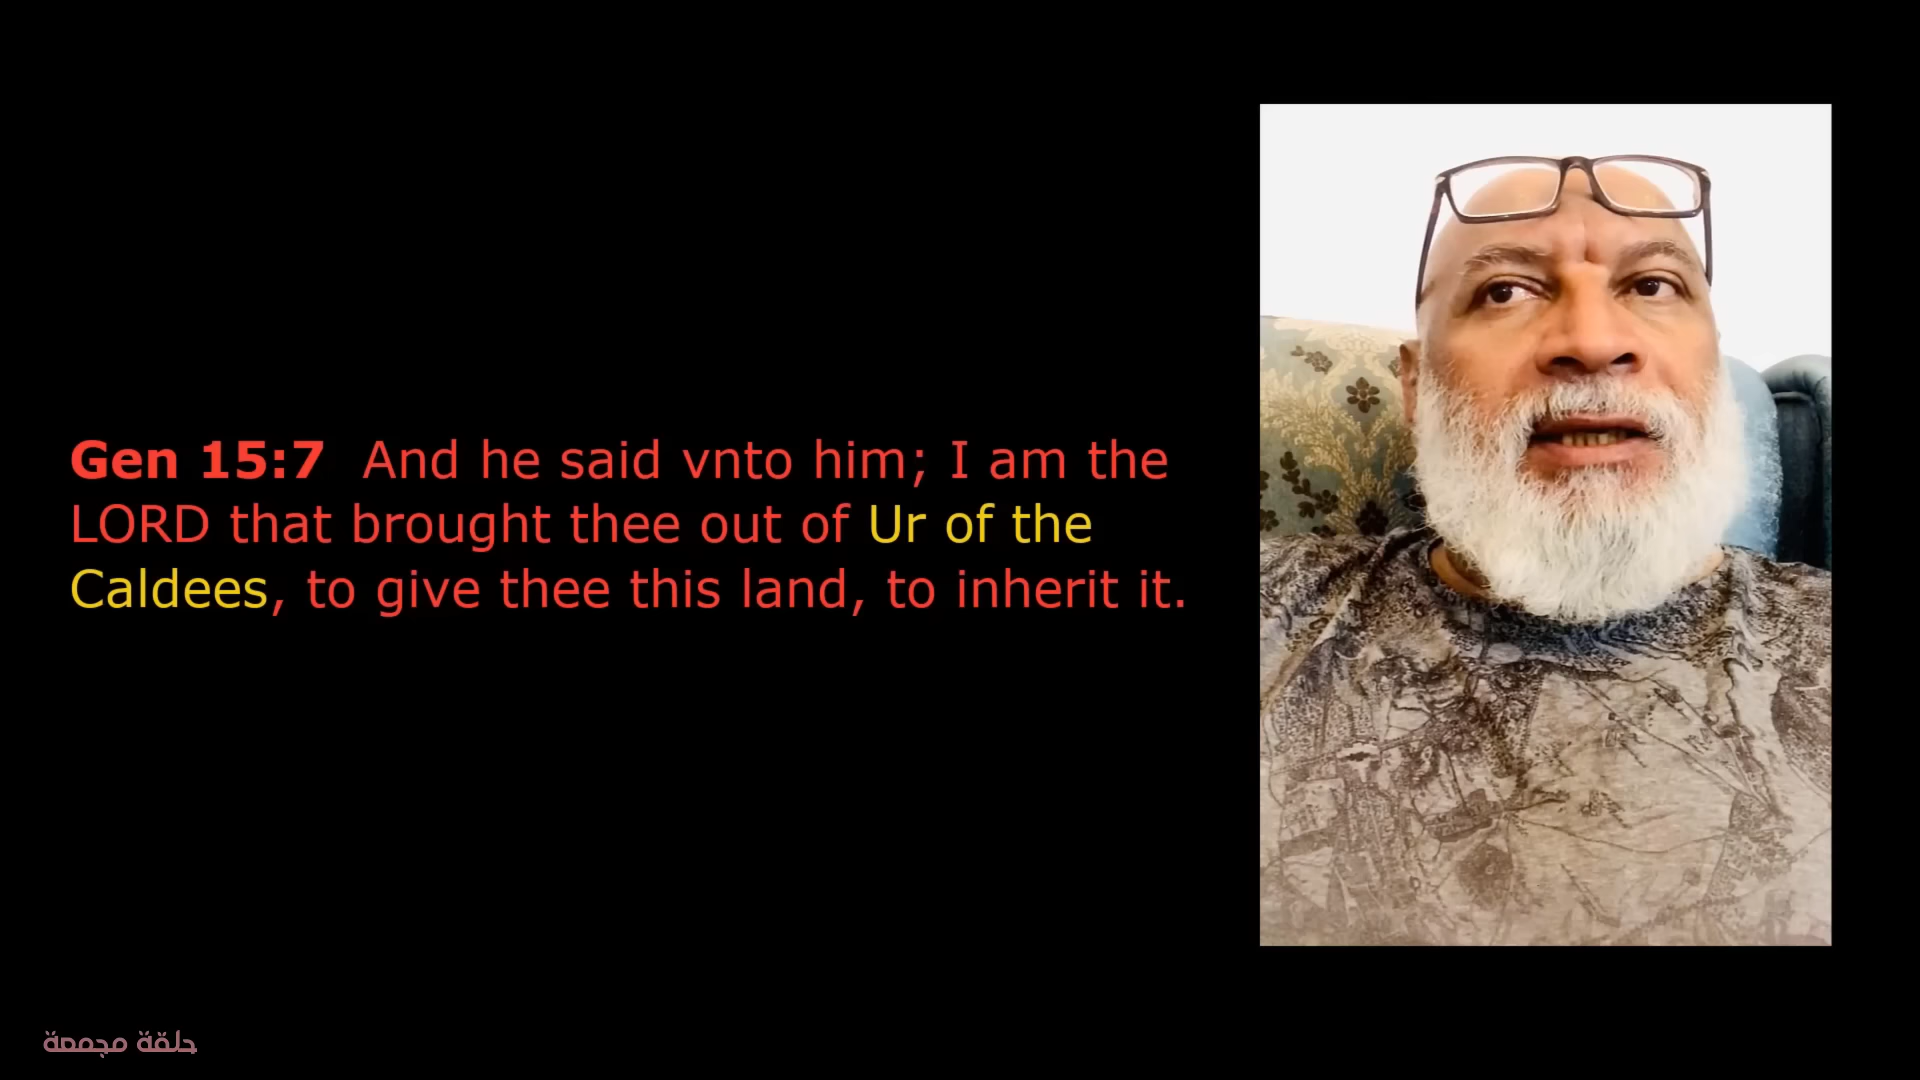 Gen 15:7 And he said vnto him; I am the
LORD that brought thee out of Ur of the
Caldees, to give thee this land, to inherit it.
حلقة مجمعة